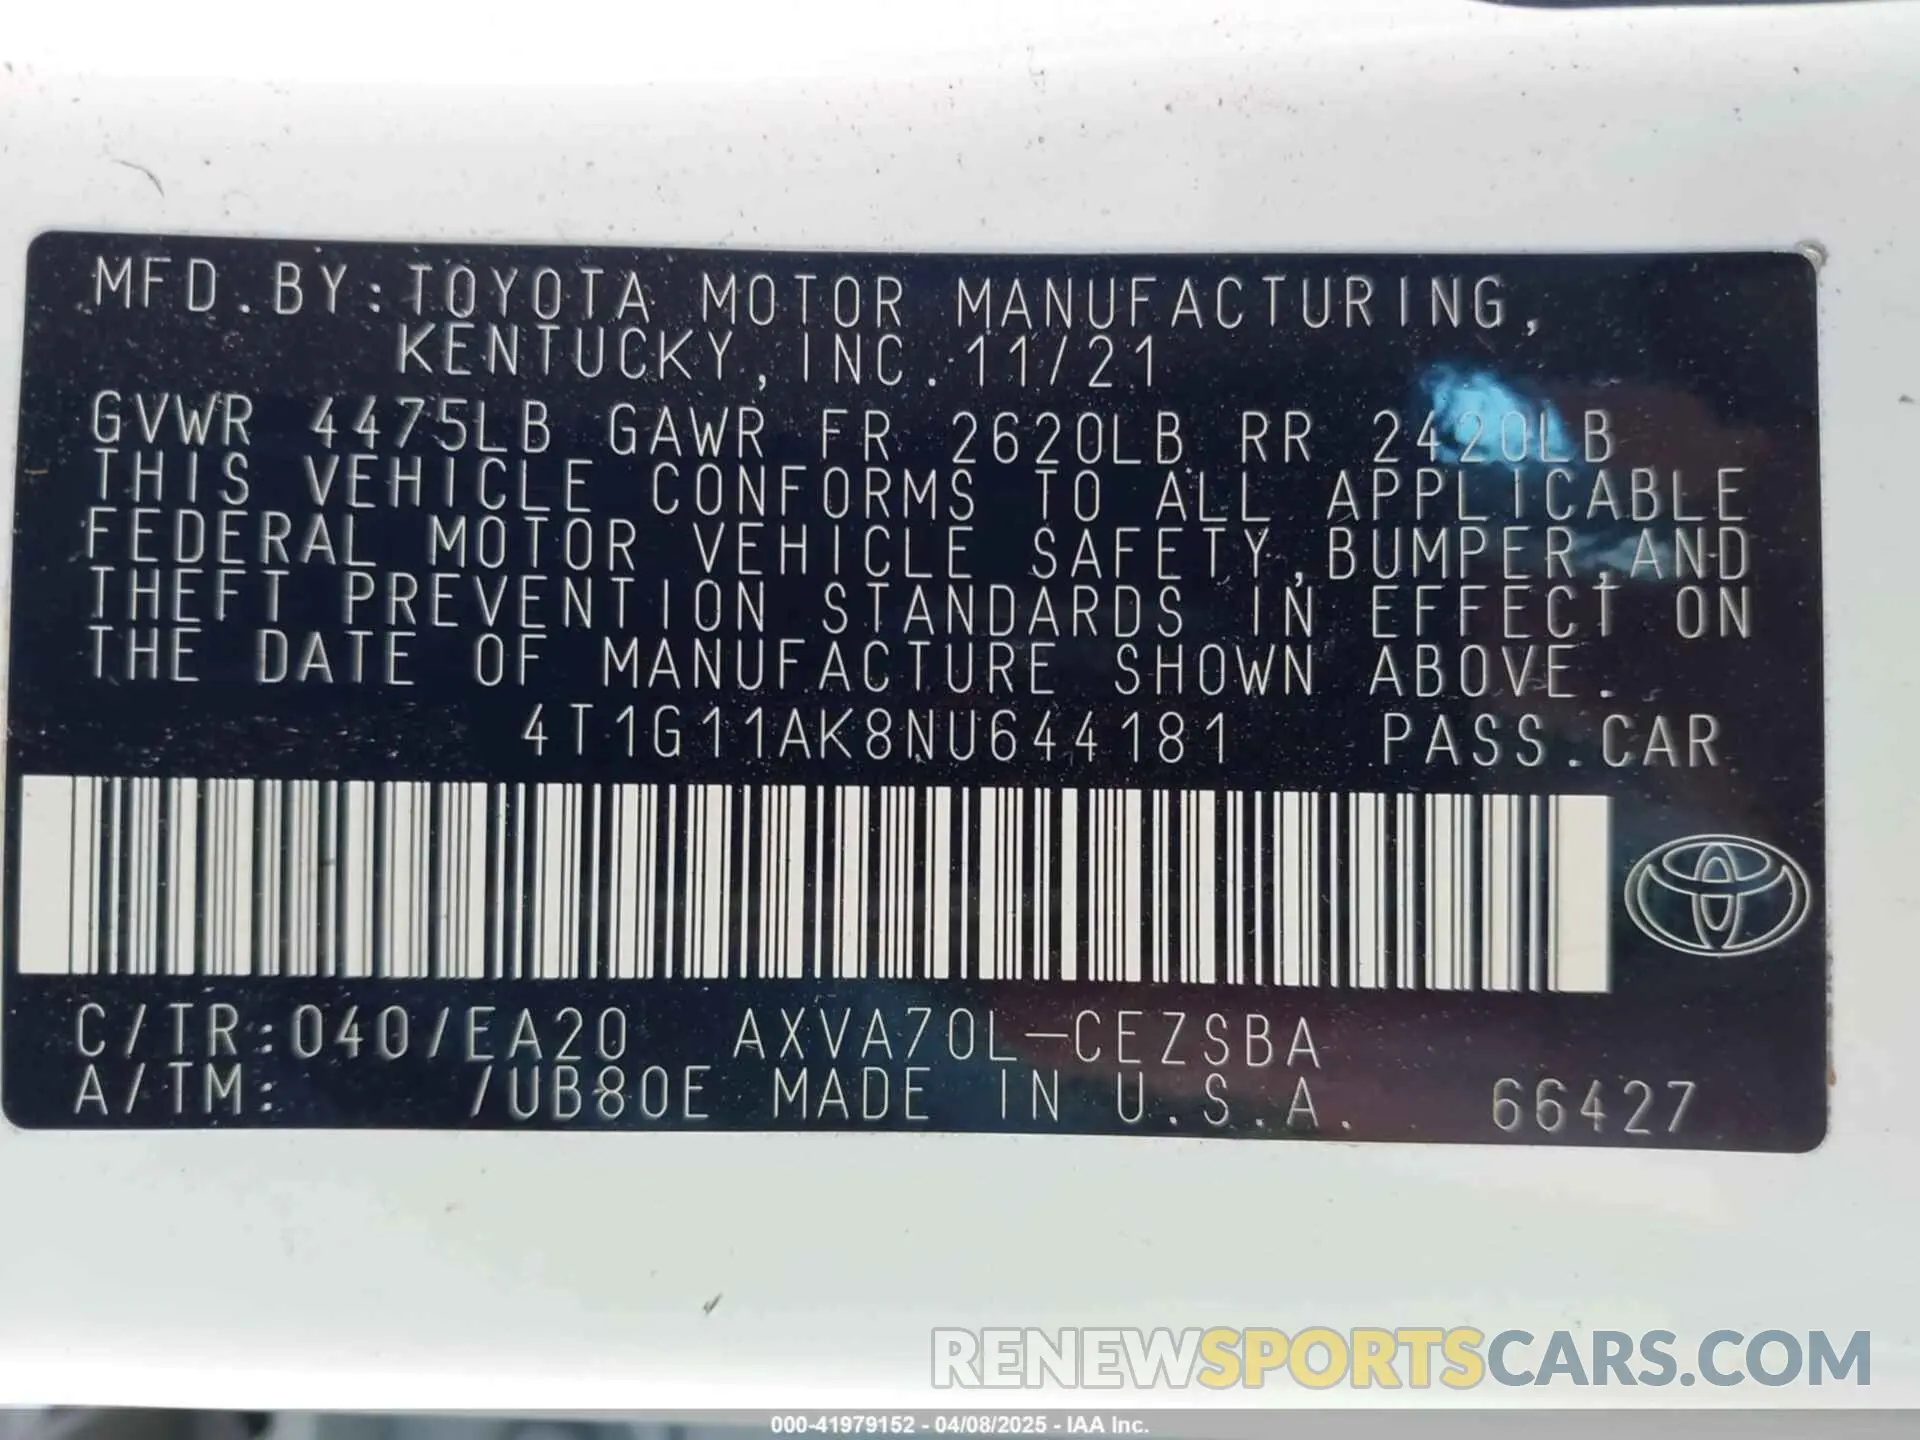 MFD.BY:TOYOTA MOTOR MANUFACTURING,
KENTUCKY,INC.11/21
GVWR 4475LB GAWR FR 2620LB RR 2420LB
THIS VEHICLE CONFORMS TO ALL APPLICABLE
FEDERAL MOTOR VEHICLE SAFETY,BUMPER,AND
THEFT PREVENTION STANDARDS IN EFFECT ON
THE DATE OF MANUFACTURE SHOWN ABOVE.
4T1G11AK8NU644181 PASS.CAR
C/TR:040/EA20 AXVA70L-CEZSBA
A/TM: /UB80E MADE IN U.S.A. 66427
RENEWSPORTSCARS.COM
000-41979152 - 04/08/2025 - IAA Inc.